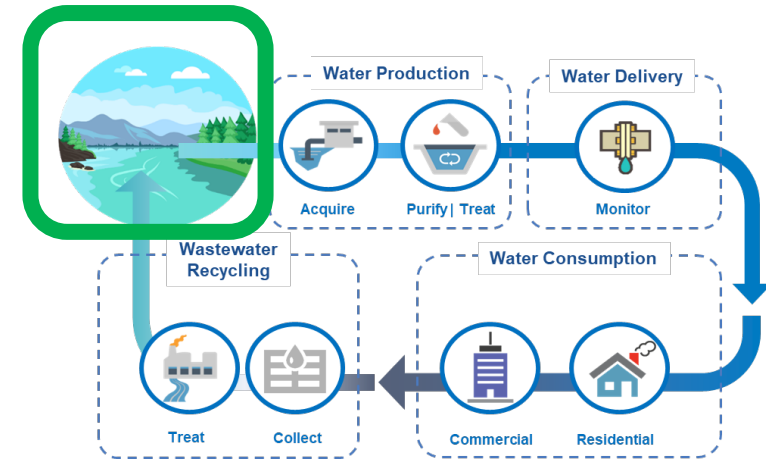 Water Production
Water Delivery
Acquire
Purify| Treat
Monitor
Wastewater
Recycling
Water Consumption
Treat
Collect
Commercial
Residential